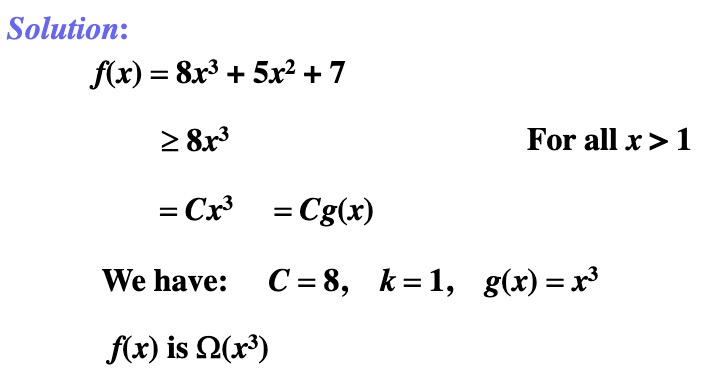 Solution:
f(x) = 8x³ + 5x² + 7
≥ 8x³ For all x > 1
= Cx³ = Cg(x)
We have: C = 8, k = 1, g(x) = x³
f(x) is Ω(x³)